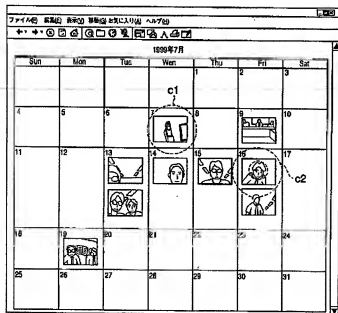 ファイル(F) 編集(E) 表示(V) 移動(G) お気に入り(A) ヘルプ(H)
1999年7月
Sun Mon Tue Wed Thu Fri Sat
1 2 3
c1
4 5 6 7 8 9 10
11 12 13 14 15 16 17
c2
18 19 20 21 22 23 24
25 26 27 28 29 30 31